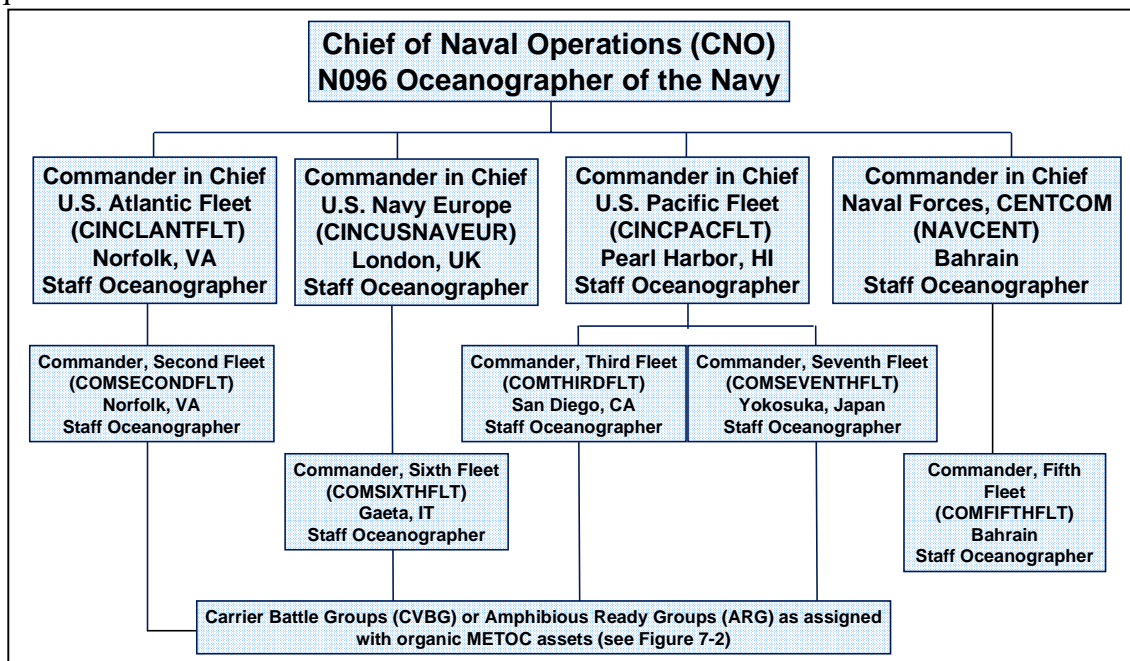 Chief of Naval Operations (CNO)
N096 Oceanographer of the Navy
Commander in Chief
U.S. Atlantic Fleet
(CINCLANTFLT)
Norfolk, VA
Staff Oceanographer
Commander in Chief
U.S. Navy Europe
(CINCUSNAVEUR)
London, UK
Staff Oceanographer
Commander in Chief
U.S. Pacific Fleet
(CINCPACFLT)
Pearl Harbor, HI
Staff Oceanographer
Commander in Chief
Naval Forces, CENTCOM
(NAVCENT)
Bahrain
Staff Oceanographer
Commander, Second Fleet
(COMSECONDFLT)
Norfolk, VA
Staff Oceanographer
Commander, Third Fleet
(COMTHIRDFLT)
San Diego, CA
Staff Oceanographer
Commander, Seventh Fleet
(COMSEVENTHFLT)
Yokosuka, Japan
Staff Oceanographer
Commander, Sixth Fleet
(COMSIXTHFLT)
Gaeta, IT
Staff Oceanographer
Commander, Fifth
Fleet
(COMFIFTHFLT)
Bahrain
Staff Oceanographer
Carrier Battle Groups (CVBG) or Amphibious Ready Groups (ARG) as assigned
with organic METOC assets (see Figure 7-2)